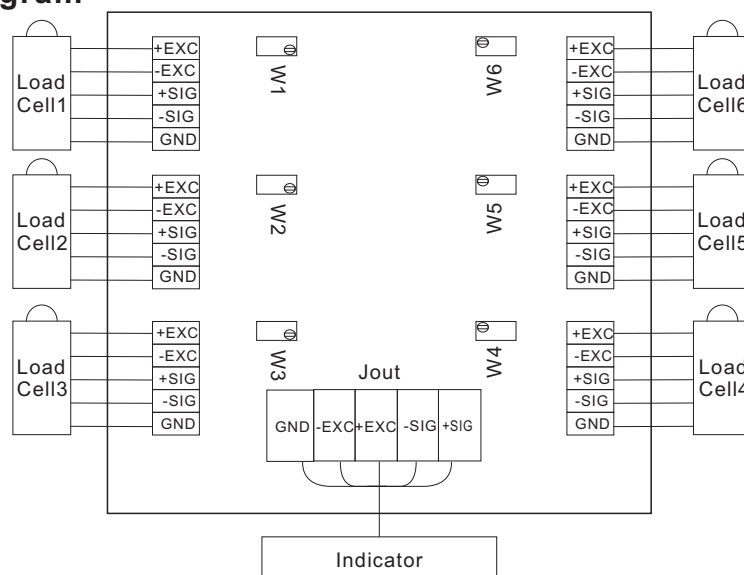 +EXC
-EXC
+SIG
-SIG
GND
Load
Cell1
W1
W6
+EXC
-EXC
+SIG
-SIG
GND
Load
+EXC
-EXC
+SIG
-SIG
GND
Load
Cell2
W2
W5
+EXC
-EXC
+SIG
-SIG
GND
Load
+EXC
-EXC
+SIG
-SIG
GND
Load
Cell3
W3
W4
+EXC
-EXC
+SIG
-SIG
GND
Load
Cell4
Jout
GND -EXC +EXC -SIG +SIG
Indicator